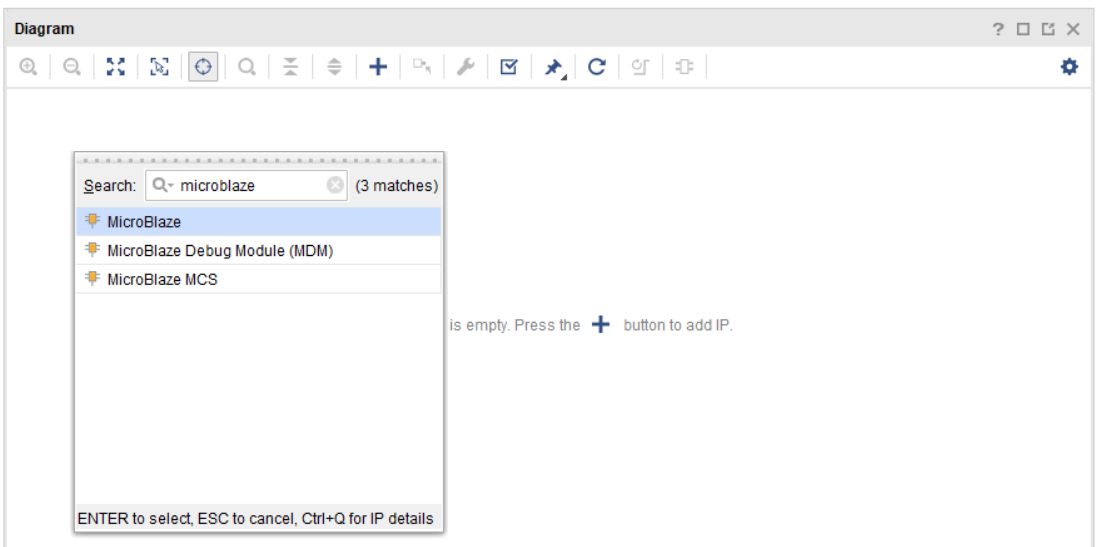 Diagram
Search: microblaze (3 matches)
MicroBlaze
MicroBlaze Debug Module (MDM)
MicroBlaze MCS
is empty. Press the button to add IP.
ENTER to select, ESC to cancel, Ctrl+Q for IP details